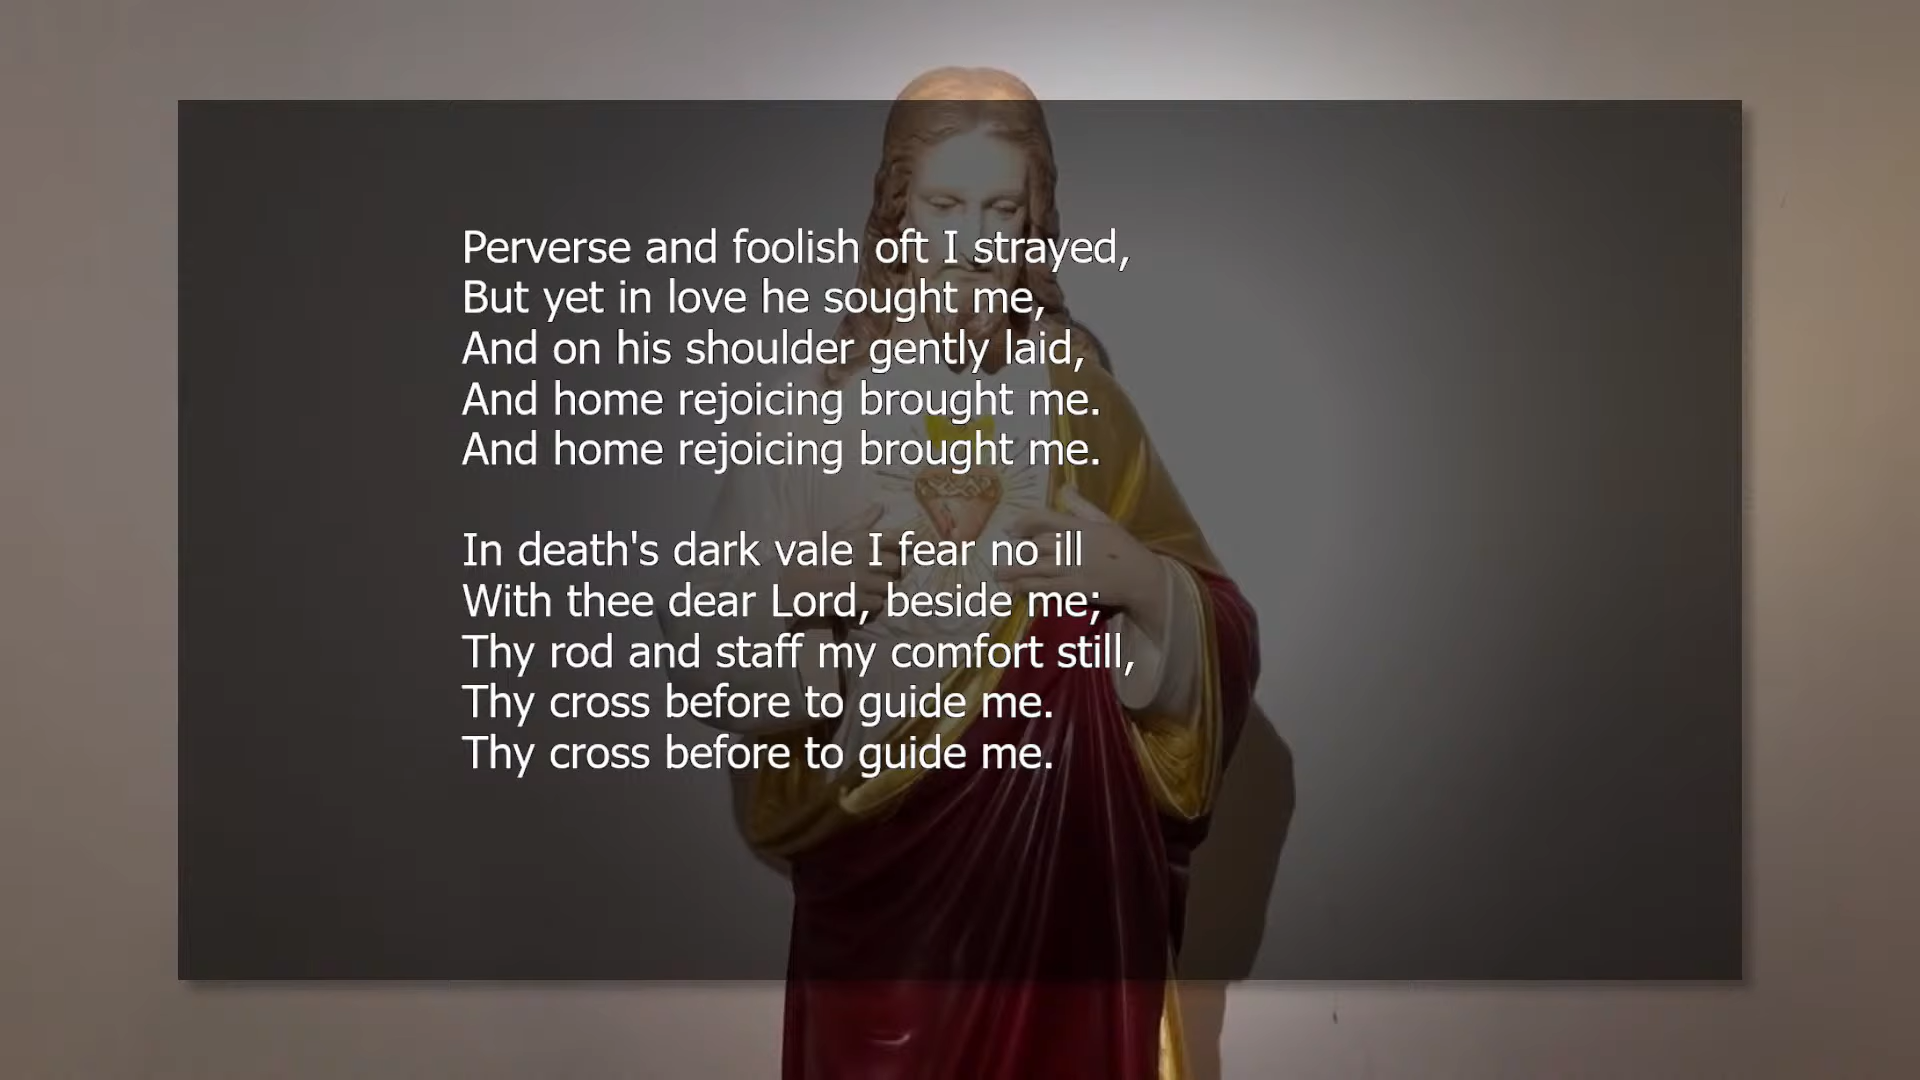 Perverse and foolish oft I strayed,
But yet in love he sought me,
And on his shoulder gently laid,
And home rejoicing brought me.
And home rejoicing brought me.
In death's dark vale I fear no ill
With thee dear Lord, beside me;
Thy rod and staff my comfort still,
Thy cross before to guide me.
Thy cross before to guide me.